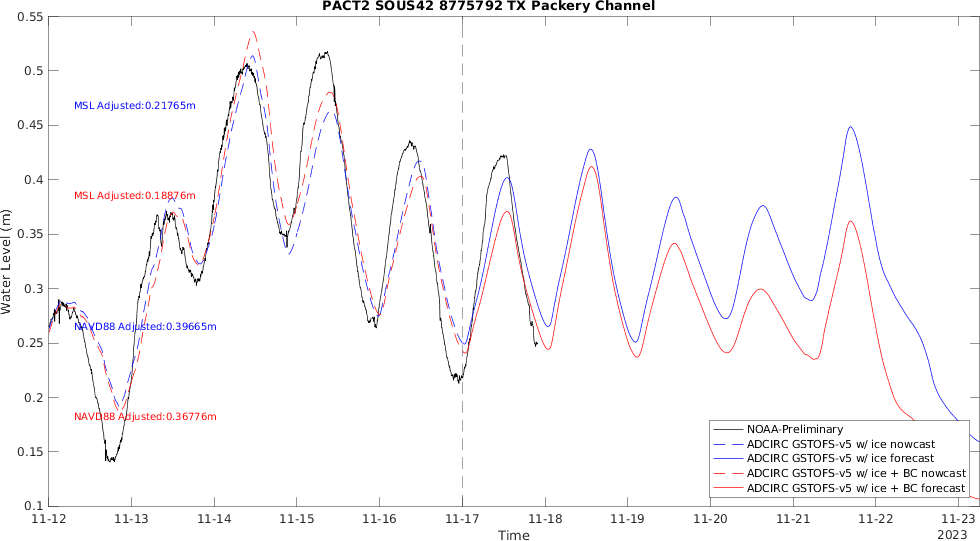 PACT2 SOUS42 8775792 TX Packery Channel
0.55
0.5
0.45
0.4
0.35
0.3
0.25
0.2
0.15
0.1
Water Level (m)
MSL Adjusted:0.21765m
MSL Adjusted:0.18876m
NAVD88 Adjusted:0.39665m
NAVD88 Adjusted:0.36776m
NOAA-Preliminary
ADCIRC GSTOFS-v5 w/ ice nowcast
ADCIRC GSTOFS-v5 w/ ice forecast
ADCIRC GSTOFS-v5 w/ ice + BC nowcast
ADCIRC GSTOFS-v5 w/ ice + BC forecast
11-12 11-13 11-14 11-15 11-16 11-17 11-18 11-19 11-20 11-21 11-22 11-23
Time
2023